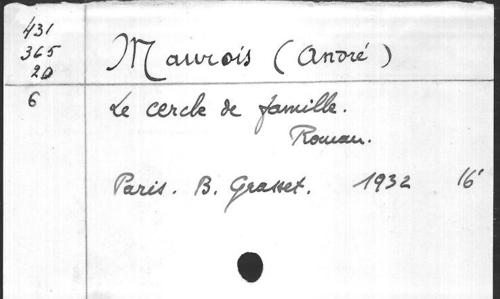 431
365
20
Maurois (André)
6
Le cercle de famille.
Roman.
Paris. B. Grasset. 1932 16'